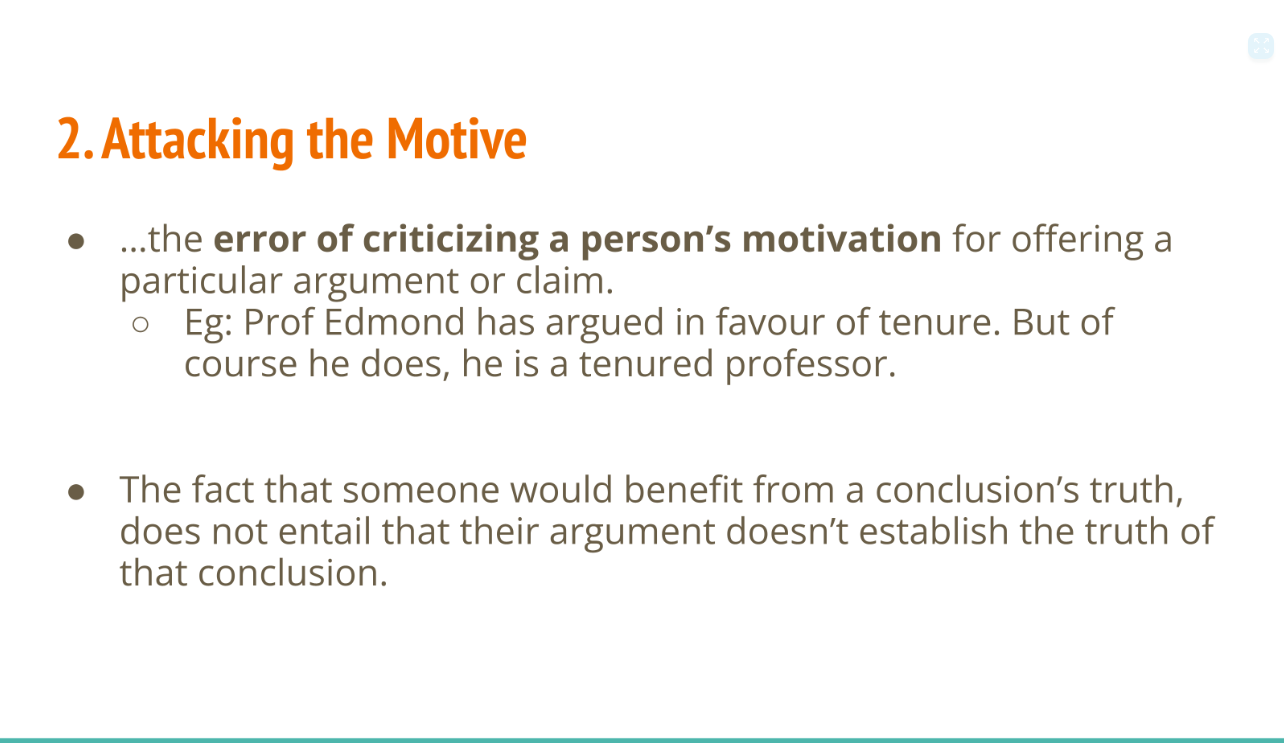 2. Attacking the Motive
● …the error of criticizing a person’s motivation for offering a
particular argument or claim.
○ Eg: Prof Edmond has argued in favour of tenure. But of
course he does, he is a tenured professor.
● The fact that someone would benefit from a conclusion’s truth,
does not entail that their argument doesn’t establish the truth of
that conclusion.